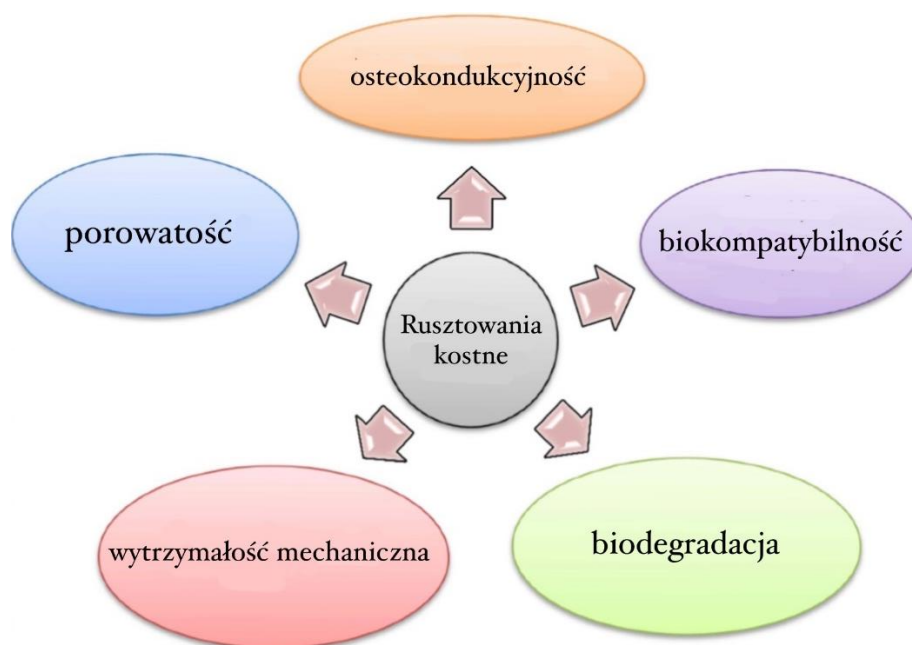 osteokondukcyjność
porowatość
biokompatybilność
Rusztowania
kostne
wytrzymałość mechaniczna
biodegradacja